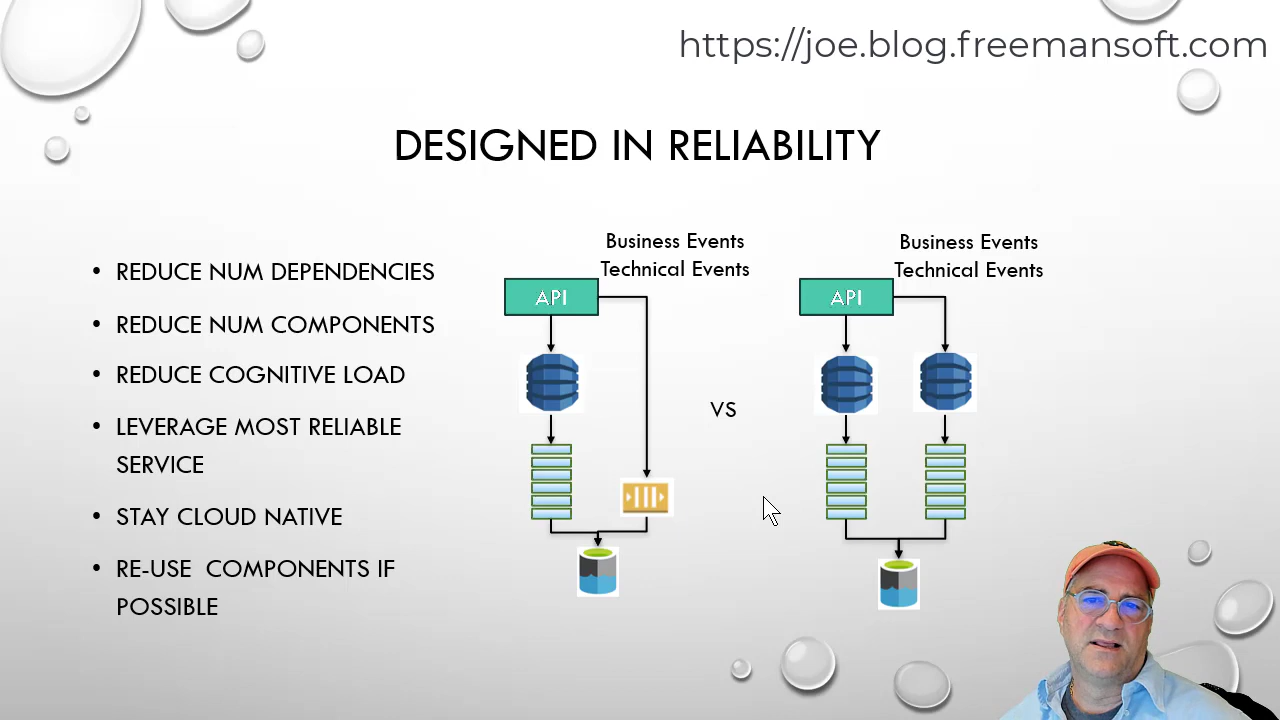 https://joe.blog.freemansoft.com
DESIGNED IN RELIABILITY
• REDUCE NUM DEPENDENCIES
• REDUCE NUM COMPONENTS
• REDUCE COGNITIVE LOAD
• LEVERAGE MOST RELIABLE
SERVICE
• STAY CLOUD NATIVE
• RE-USE COMPONENTS IF
POSSIBLE
Business Events
Technical Events
API
VS
Business Events
Technical Events
API